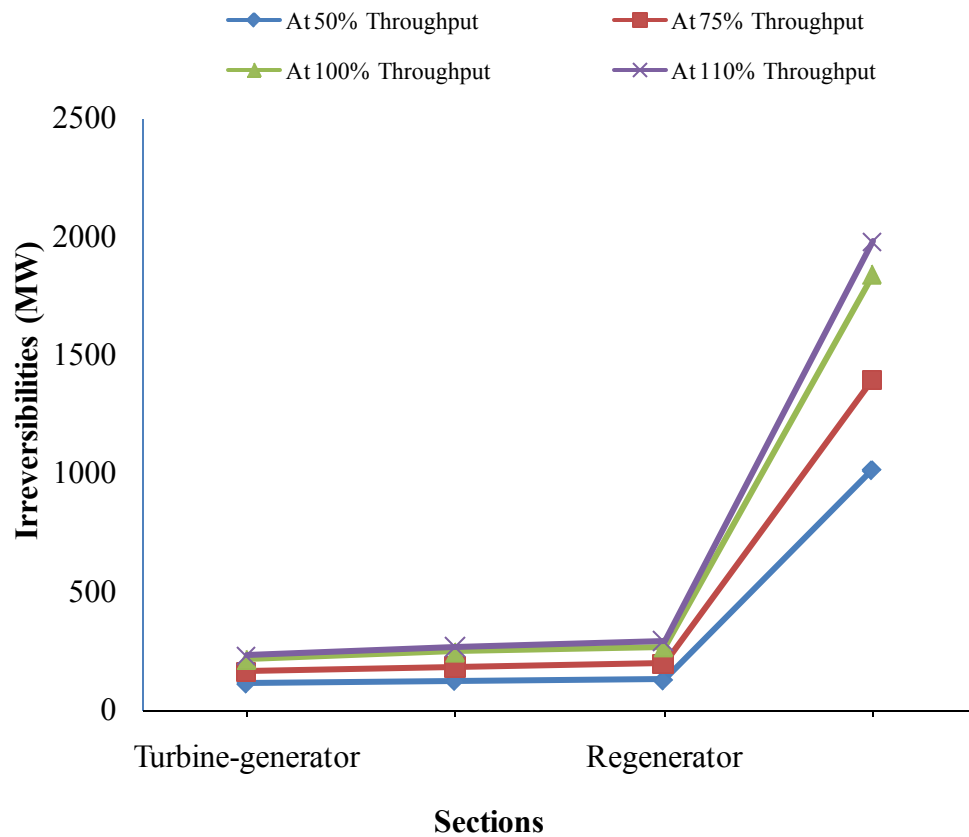 At 50% Throughput
At 75% Throughput
At 100% Throughput
At 110% Throughput
2500
2000
1500
1000
500
0
Irreversibilities (MW)
Turbine-generator
Regenerator
Sections